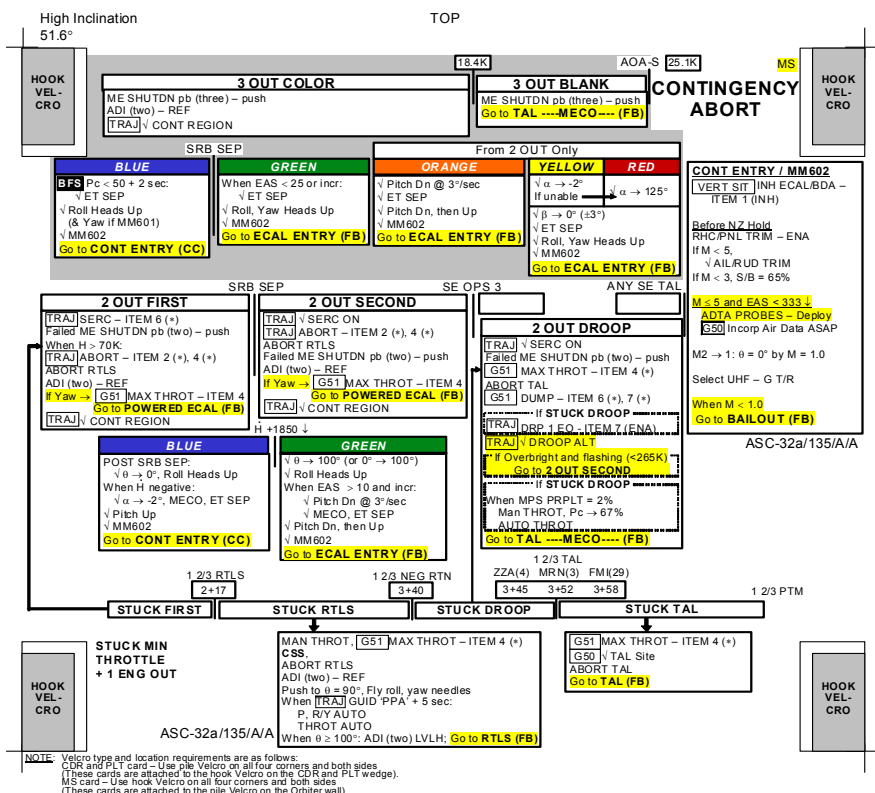 High Inclination
51.6°
TOP
HOOK
VEL-
CRO
18.4K
AOA-S 25.1K
MS
HOOK
VEL-
CRO
CONTINGENCY
ABORT
3 OUT COLOR
ME SHUTDN pb (three) – push
ADI (two) – REF
TRAJ √ CONT REGION
3 OUT BLANK
ME SHUTDN pb (three) – push
Go to TAL ----MECO---- (FB)
SRB SEP
From 2 OUT Only
BLUE
BFS Pc < 50 + 2 sec:
√ ET SEP
√ Roll Heads Up
(& Yaw if MM601)
√ MM602
Go to CONT ENTRY (CC)
GREEN
When EAS < 25 or incr:
√ ET SEP
√ Roll, Yaw Heads Up
√ MM602
Go to ECAL ENTRY (FB)
ORANGE
√ Pitch Dn @ 3°/sec
√ ET SEP
√ Pitch Dn, then Up
√ MM602
Go to ECAL ENTRY (FB)
YELLOW
√ α → -2°
If unable
RED
√ α → 125°
√ β → 0° (±3°)
√ ET SEP
√ Roll, Yaw Heads Up
√ MM602
Go to ECAL ENTRY (FB)
CONT ENTRY / MM602
VERT SIT INH ECAL/BDA –
ITEM 1 (INH)
Before NZ Hold
RHC/PNL TRIM – ENA
If M < 5,
√ AIL/RUD TRIM
If M < 3, S/B = 65%
M ≤ 5 and EAS < 333 ↓
ADTA PROBES – Deploy
G50 Incorp Air Data ASAP
M2 → 1: θ = 0° by M = 1.0
Select UHF – G T/R
When M < 1.0
Go to BAILOUT (FB)
ASC-32a/135/A/A
SRB SEP
SE OPS 3
ANY SE TAL
2 OUT FIRST
TRAJ SERC – ITEM 6 (*)
Failed ME SHUTDN pb (two) – push
When H > 70K:
TRAJ ABORT – ITEM 2 (*), 4 (*)
ABORT RTLS
ADI (two) – REF
If Yaw → G51 MAX THROT – ITEM 4
Go to POWERED ECAL (FB)
TRAJ √ CONT REGION
2 OUT SECOND
TRAJ √ SERC ON
TRAJ ABORT – ITEM 2 (*), 4 (*)
ABORT RTLS
Failed ME SHUTDN pb (two) – push
ADI (two) – REF
If Yaw → G51 MAX THROT – ITEM 4
Go to POWERED ECAL (FB)
TRAJ √ CONT REGION
2 OUT DROOP
TRAJ √ SERC ON
Failed ME SHUTDN pb (two) – push
G51 MAX THROT – ITEM 4 (*)
ABORT TAL
G51 DUMP – ITEM 6 (*), 7 (*)
If STUCK DROOP
TRAJ DRP 1 EO - ITEM 7 (ENA)
TRAJ √ DROOP ALT
If Overbright and flashing (<265K)
Go to 2 OUT SECOND
If STUCK DROOP
When MPS PRPLT = 2%
Man THROT, Pc → 67%
AUTO THROT
Go to TAL ----MECO---- (FB)
H +1850 ↓
BLUE
POST SRB SEP:
√ θ → 0°, Roll Heads Up
When H negative:
√ α → -2°, MECO, ET SEP
√ Pitch Up
√ MM602
Go to CONT ENTRY (CC)
GREEN
√ θ → 100° (or 0° → 100°)
√ Roll Heads Up
When EAS > 10 and incr:
√ Pitch Dn @ 3°/sec
√ MECO, ET SEP
√ Pitch Dn, then Up
√ MM602
Go to ECAL ENTRY (FB)
1 2/3 RTLS
2+17
1 2/3 NEG RTN
3+40
1 2/3 TAL
ZZA(4) MRN(3) FMI(29)
3+45 3+52 3+58
1 2/3 PTM
STUCK FIRST
STUCK RTLS
STUCK DROOP
STUCK TAL
STUCK MIN
THROTTLE
+ 1 ENG OUT
MAN THROT, G51 MAX THROT – ITEM 4 (*)
CSS,
ABORT RTLS
ADI (two) – REF
Push to θ = 90°, Fly roll, yaw needles
When TRAJ GUID 'PPA' + 5 sec:
P, R/Y AUTO
THROT AUTO
When θ ≥ 100°: ADI (two) LVLH; Go to RTLS (FB)
G51 MAX THROT – ITEM 4 (*)
G50 √ TAL Site
ABORT TAL
Go to TAL (FB)
HOOK
VEL-
CRO
HOOK
VEL-
CRO
ASC-32a/135/A/A
NOTE: Velcro type and location requirements are as follows:
CDR and PLT card – Use pile Velcro on all four corners and both sides
(These cards are attached to the hook Velcro on the CDR and PLT wedge).
MS card – Use hook Velcro on all four corners and both sides
(These cards are attached to the pile Velcro on the Orbiter wall)